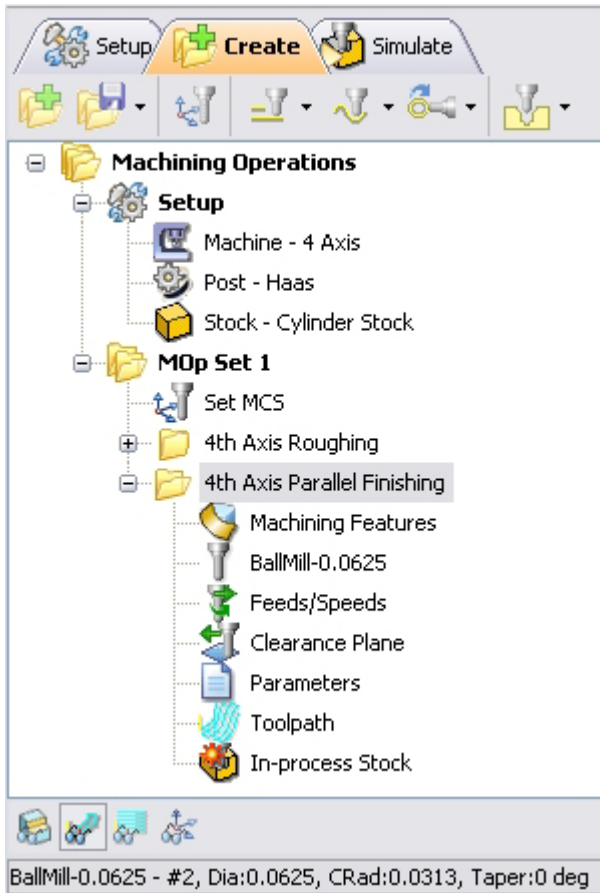 Setup Create Simulate
Machining Operations
Setup
Machine - 4 Axis
Post - Haas
Stock - Cylinder Stock
MOp Set 1
Set MCS
4th Axis Roughing
4th Axis Parallel Finishing
Machining Features
BallMill-0.0625
Feeds/Speeds
Clearance Plane
Parameters
Toolpath
In-process Stock
BallMill-0.0625 - #2, Dia:0.0625, CRad:0.0313, Taper:0 deg